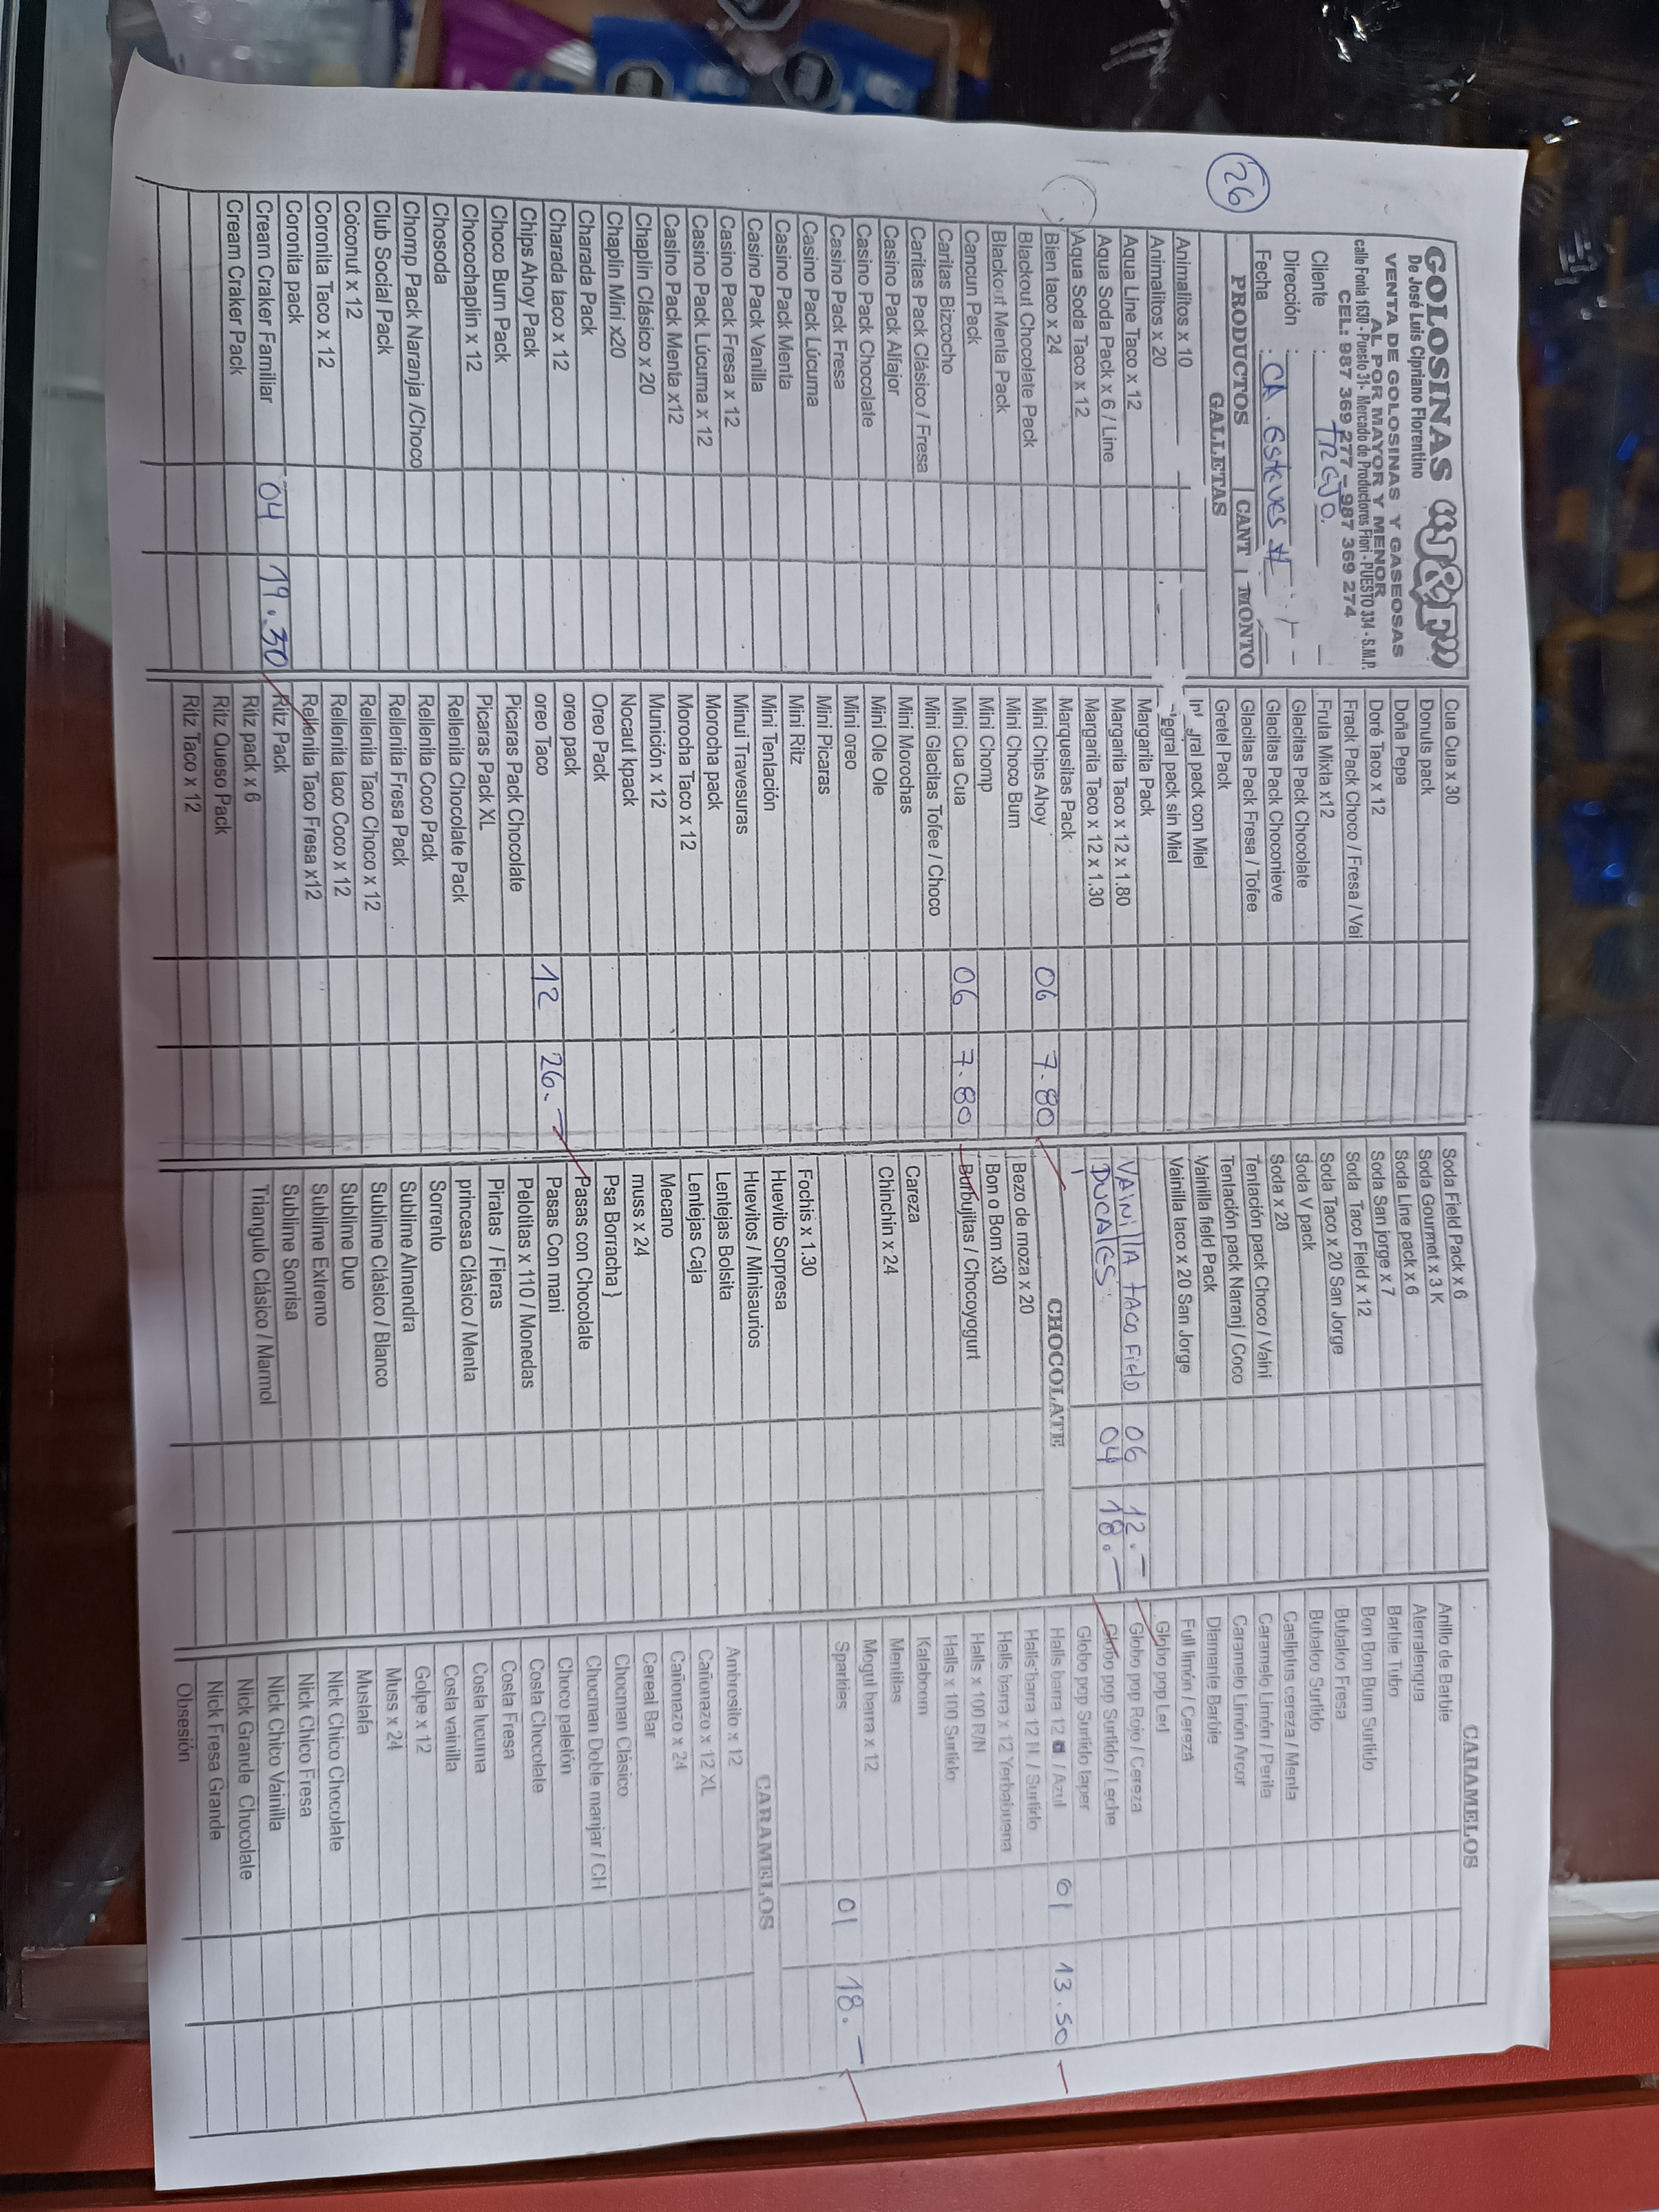 26
GOLOSINAS "J&F"
De José Luis Cipriano Florentino
VENTA DE GOLOSINAS Y GASEOSAS
AL POR MAYOR Y MENOR
calle Fonia 1630 - Puesto 31- Mercado de Productores Fiori - PUESTO 334 - S.M.P.
CEL: 987 369 277 - 987 369 274
Cliente : TREJO.
Dirección : CA. Esteves #
Fecha
PRODUCTOS CANT MONTO
GALLETAS
Animalitos x 10
Animalitos x 20
Aqua Line Taco x 12
Aqua Soda Pack x 6 / Line
Aqua Soda Taco x 12
Bien taco x 24
Blackout Chocolate Pack
Blackout Menta Pack
Cancun Pack
Caritas Bizcocho
Caritas Pack Clásico / Fresa
Casino Pack Alfajor
Casino Pack Chocolate
Casino Pack Fresa
Casino Pack Lúcuma
Casino Pack Menta
Casino Pack Vanilla
Casino Pack Fresa x 12
Casino Pack Lúcuma x 12
Casino Pack Menta x12
Chaplin Clásico x 20
Chaplin Mini x20
Charada Pack
Charada taco x 12
Chips Ahoy Pack
Choco Burn Pack
Chocochaplin x 12
Chosoda
Chomp Pack Naranja /Choco
Club Social Pack
Coconut x 12
Coronita Taco x 12
Coronita pack
Cream Craker Familiar 04 19.30
Cream Craker Pack
Cua Cua x 30
Donuts pack
Doña Pepa
Doré Taco x 12
Frack Pack Choco / Fresa / Vai
Fruta Mixta x12
Glacitas Pack Chocolate
Glacitas Pack Choconieve
Glacitas Pack Fresa / Tofee
Gretel Pack
gral pack con Miel
egral pack sin Miel
Margarita Pack
Margarita Taco x 12 x 1.80
Margarita Taco x 12 x 1.30
Marquesitas Pack
Mini Chips Ahoy 06 7.80
Mini Choco Bum
Mini Chomp
Mini Cua Cua 06 7.80
Mini Glacitas Tofee / Choco
Mini Morochas
Mini Ole Ole
Mini oreo
Mini Picaras
Mini Ritz
Mini Tentación
Minui Travesuras
Morocha pack
Morocha Taco x 12
Munición x 12
Nocaut kpack
Oreo Pack
oreo pack
oreo Taco 12 26.-
Picaras Pack Chocolate
Picaras Pack XL
Rellenita Chocolate Pack
Rellenita Coco Pack
Rellenita Fresa Pack
Rellenita Taco Choco x 12
Rellenita taco Coco x 12
Rellenita Taco Fresa x12
Ritz Pack
Ritz pack x 6
Ritz Queso Pack
Ritz Taco x 12
Soda Field Pack x 6
Soda Gourmet x 3 K
Soda Line pack x 6
Soda San jorge x 7
Soda Taco Field x 12
Soda Taco x 20 San Jorge
Soda V pack
Soda x 28
Tentación pack Choco / Vaini
Tentación pack Naranj / Coco
Vainilla field Pack
Vainilla taco x 20 San Jorge
VAiNillA tACO FiElD 06 12.-
DUCALES 04 18.-
CHOCOLATE
Bezo de moza x 20
Bon o Bom x30
Burbujitas / Chocoyogurt
Careza
Chinchin x 24
Fochis x 1.30
Huevito Sorpresa
Huevitos / Minisaurios
Lentejas Bolsita
Lentejas Caja
Mecano
muss x 24
Psa Borracha }
Pasas con Chocolate
Pasas Con mani
Pelotitas x 110 / Monedas
Piratas / Fieras
princesa Clásico / Menta
Sorrento
Sublime Almendra
Sublime Clásico / Blanco
Sublime Duo
Sublime Extremo
Sublime Sonrisa
Triangulo Clásico / Marmol
CARAMELOS
Anillo de Barbie
Aterralengua
Barbie Tubo
Bon Bon Bum Surtido
Bubaloo Fresa
Bubaloo Surtido
Casliptus cereza / Menta
Caramelo Limón / Perita
Caramelo Limón Arcor
Diamante Barbie
Full limón / Cereza
Globo pop Led
Globo pop Rojo / Cereza
Globo pop Surtido / Leche
Globo pop Surtido taper
Halls barra 12 / Azul 01 13.50
Halls barra 12 N / Surtido
Halls barra x 12 Yerbabuena
Halls x 100 R/N
Halls x 100 Surtido
Kataboom
Mentitas
Mogul barra x 12
Sparkies 01 18.-
CARAMELOS
Ambrosito x 12
Cañonazo x 12 XL
Cañonazo x 24
Cereal Bar
Chocman Clásico
Chocman Doble manjar / CH
Choco paletón
Costa Chocolate
Costa Fresa
Costa lucuma
Costa vainilla
Golpe x 12
Muss x 24
Mustafa
Nick Chico Chocolate
Nick Chico Fresa
Nick Chico Vainilla
Nick Grande Chocolate
Nick Fresa Grande
Obsesión